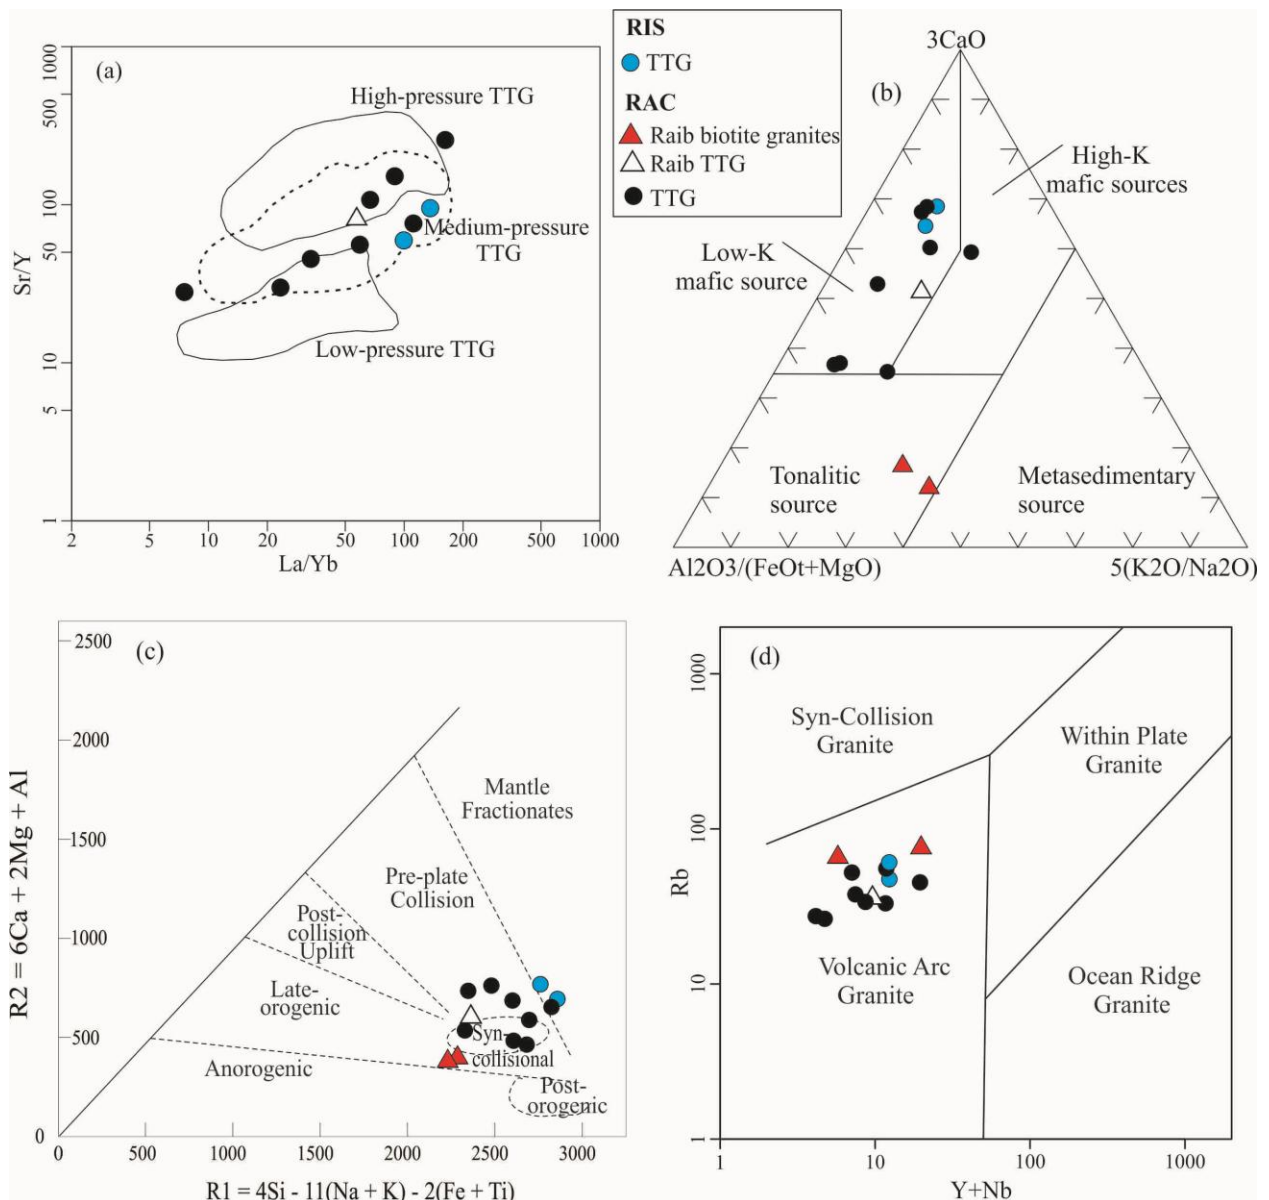 (a)
High-pressure TTG
Medium-pressure
TTG
Low-pressure TTG
1000
500
100
50
10
5
1
Sr/Y
2
5
10
20
50
100
200
500
1000
La/Yb
RIS
TTG
RAC
Raib biotite granites
Raib TTG
TTG
(b)
3CaO
High-K
mafic sources
Low-K
mafic source
Tonalitic
source
Metasedimentary
source
Al2O3/(FeOt+MgO)
5(K2O/Na2O)
(c)
2500
2000
1500
1000
500
0
R2 = 6Ca + 2Mg + Al
Mantle
Fractionates
Pre-plate
Collision
Post-
collision
Uplift
Late-
orogenic
Syn-
collisional
Anorogenic
Post-
orogenic
0
500
1000
1500
2000
2500
3000
R1 = 4Si - 11(Na + K) - 2(Fe + Ti)
(d)
1000
100
10
1
Rb
Syn-Collision
Granite
Within Plate
Granite
Volcanic Arc
Granite
Ocean Ridge
Granite
1
10
100
1000
Y+Nb